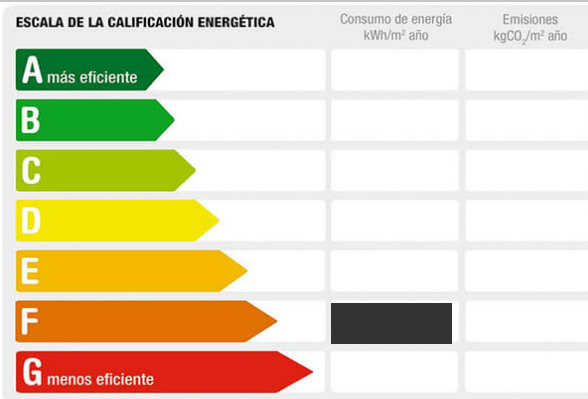 ESCALA DE LA CALIFICACIÓN ENERGÉTICA
Consumo de energía
kWh/m² año
Emisiones
kgCO₂/m² año
A más eficiente
B
C
D
E
F
G menos eficiente